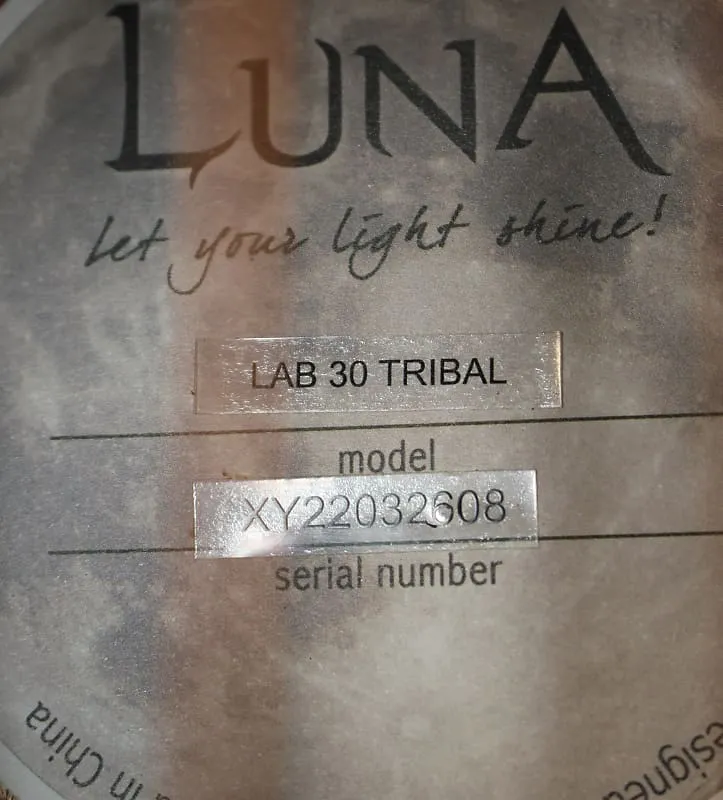 LUNA
let your light shine!
LAB 30 TRIBAL
model
XY22032608
serial number
in China